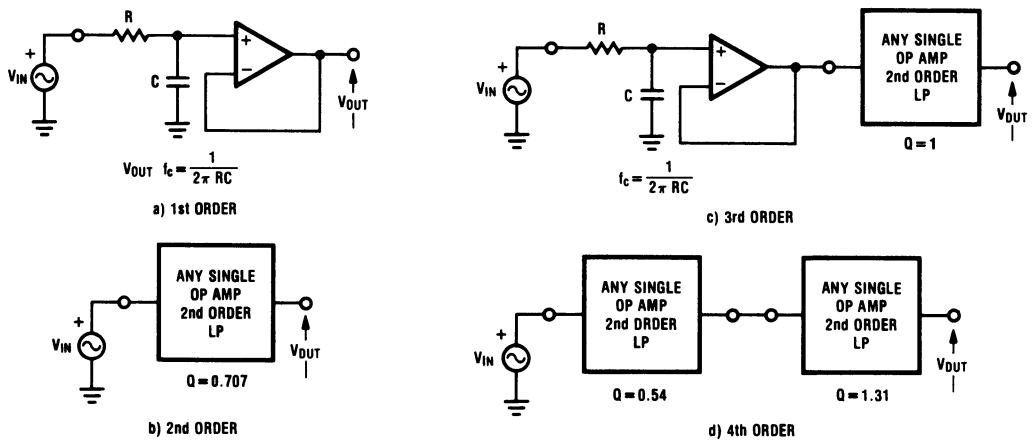 R
+
V_IN
C
+
−
V_OUT
V_OUT f_c = 1 / 2π RC
a) 1st ORDER
R
+
V_IN
C
+
−
ANY SINGLE
OP AMP
2nd ORDER
LP
Q = 1
V_DUT
f_c = 1 / 2π RC
c) 3rd ORDER
+
V_IN
ANY SINGLE
OP AMP
2nd ORDER
LP
Q = 0.707
V_DUT
b) 2nd ORDER
+
V_IN
ANY SINGLE
OP AMP
2nd DRDER
LP
Q = 0.54
ANY SINGLE
OP AMP
2nd ORDER
LP
Q = 1.31
V_DUT
d) 4th ORDER